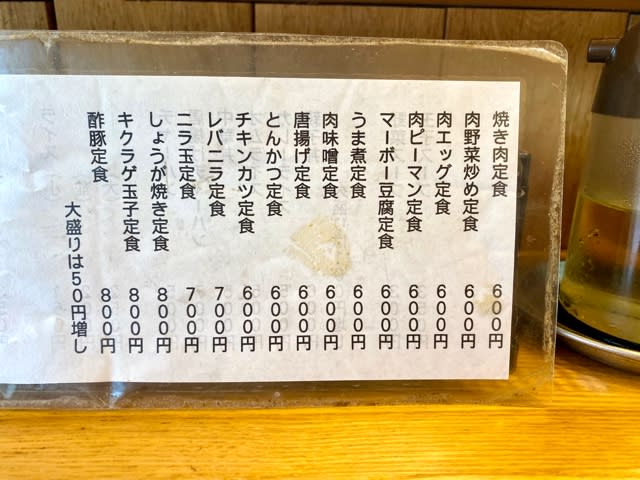 焼き肉定食 600円
肉野菜炒め定食 600円
肉エッグ定食 600円
肉ピーマン定食 600円
マーボー豆腐定食 600円
うま煮定食 600円
肉味噌定食 600円
唐揚げ定食 600円
とんかつ定食 600円
チキンカツ定食 600円
レバニラ定食 700円
ニラ玉定食 700円
しょうが焼き定食 800円
キクラゲ玉子定食 800円
酢豚定食 800円
大盛りは50円増し